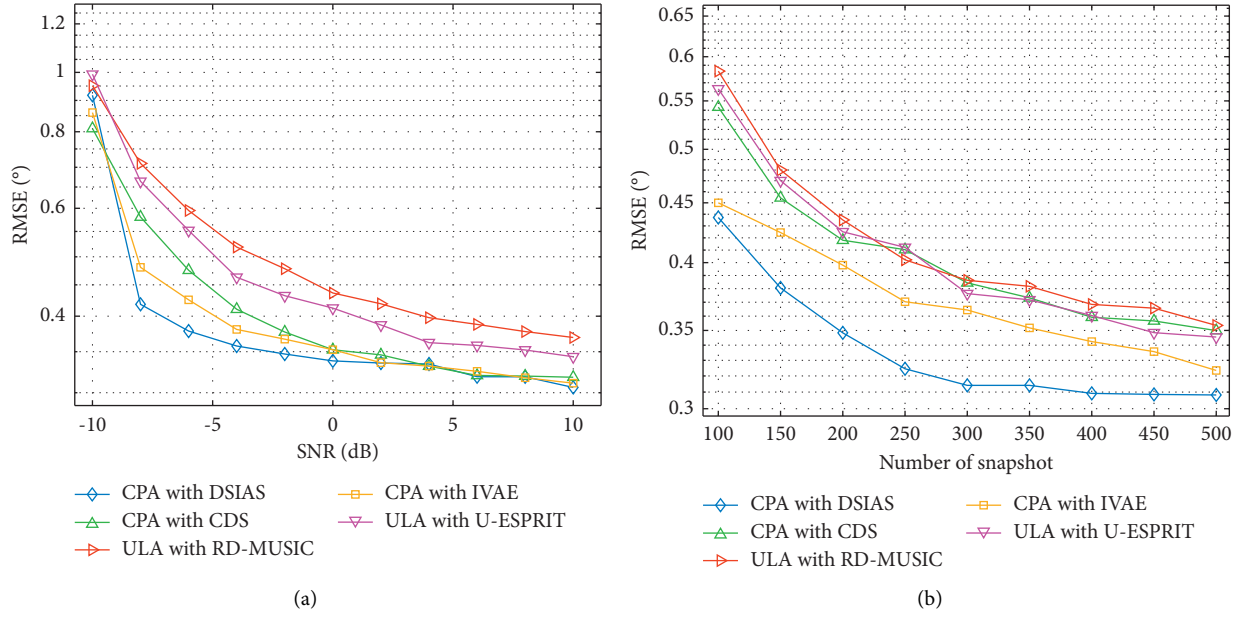 1.2
1
0.8
0.6
0.4
RMSE (°)
-10
-5
0
5
10
SNR (dB)
CPA with DSIAS
CPA with CDS
ULA with RD-MUSIC
CPA with IVAE
ULA with U-ESPRIT
(a)
0.65
0.6
0.55
0.5
0.45
0.4
0.35
0.3
RMSE (°)
100
150
200
250
300
350
400
450
500
Number of snapshot
CPA with DSIAS
CPA with CDS
ULA with RD-MUSIC
CPA with IVAE
ULA with U-ESPRIT
(b)